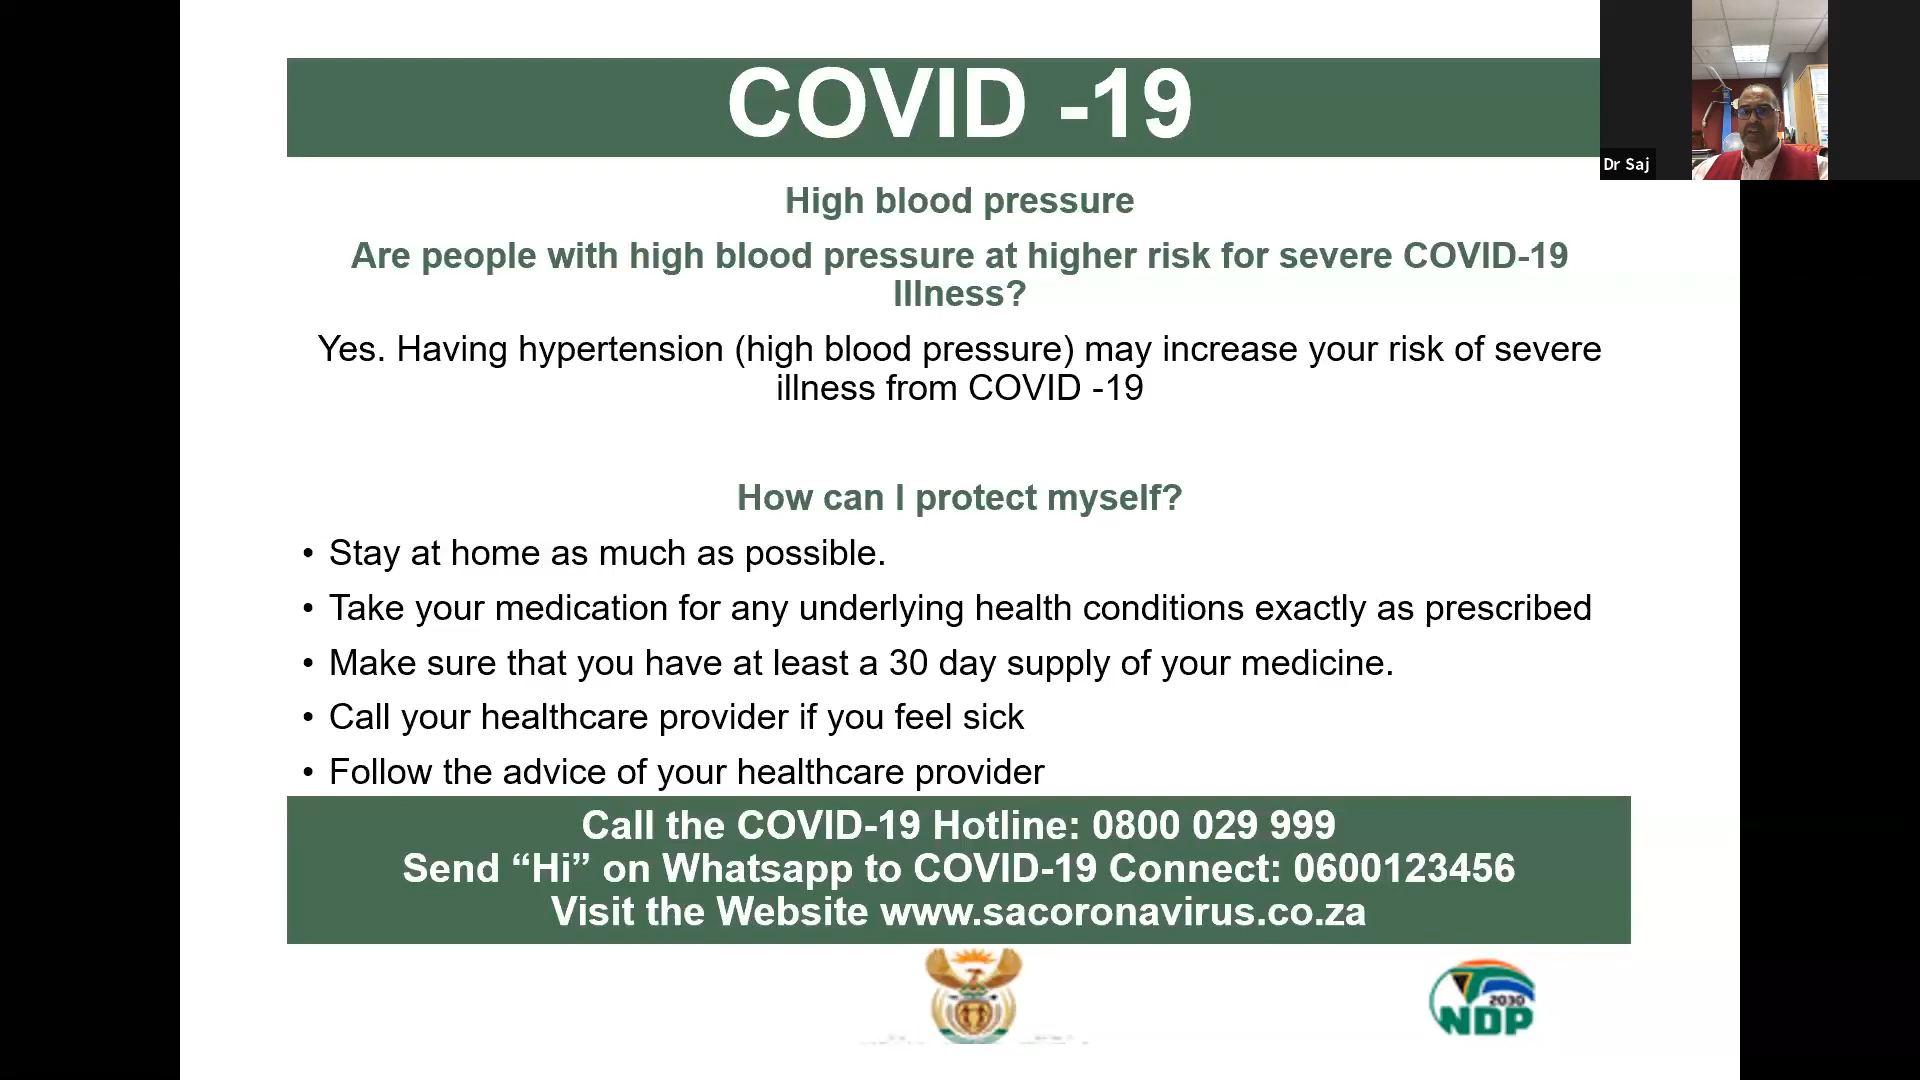 COVID -19
Dr Saj
High blood pressure
Are people with high blood pressure at higher risk for severe COVID-19
Illness?
Yes. Having hypertension (high blood pressure) may increase your risk of severe
illness from COVID -19
How can I protect myself?
• Stay at home as much as possible.
• Take your medication for any underlying health conditions exactly as prescribed
• Make sure that you have at least a 30 day supply of your medicine.
• Call your healthcare provider if you feel sick
• Follow the advice of your healthcare provider
Call the COVID-19 Hotline: 0800 029 999
Send “Hi” on Whatsapp to COVID-19 Connect: 0600123456
Visit the Website www.sacoronavirus.co.za
2030
NDP